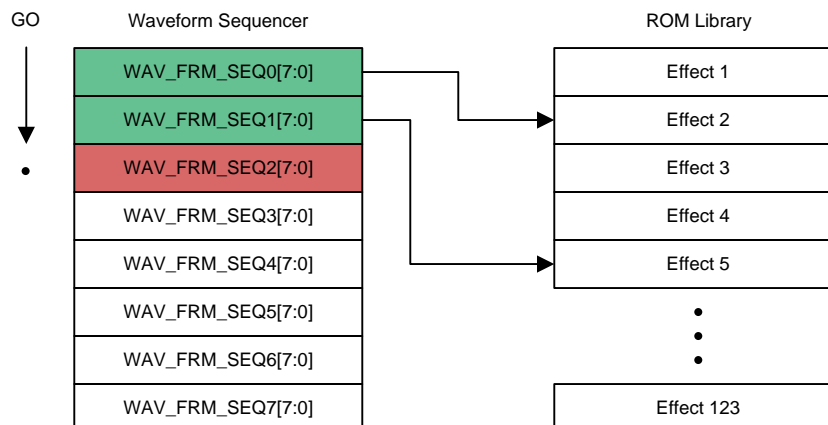 GO
Waveform Sequencer
ROM Library
WAV_FRM_SEQ0[7:0]
WAV_FRM_SEQ1[7:0]
WAV_FRM_SEQ2[7:0]
WAV_FRM_SEQ3[7:0]
WAV_FRM_SEQ4[7:0]
WAV_FRM_SEQ5[7:0]
WAV_FRM_SEQ6[7:0]
WAV_FRM_SEQ7[7:0]
Effect 1
Effect 2
Effect 3
Effect 4
Effect 5
Effect 123